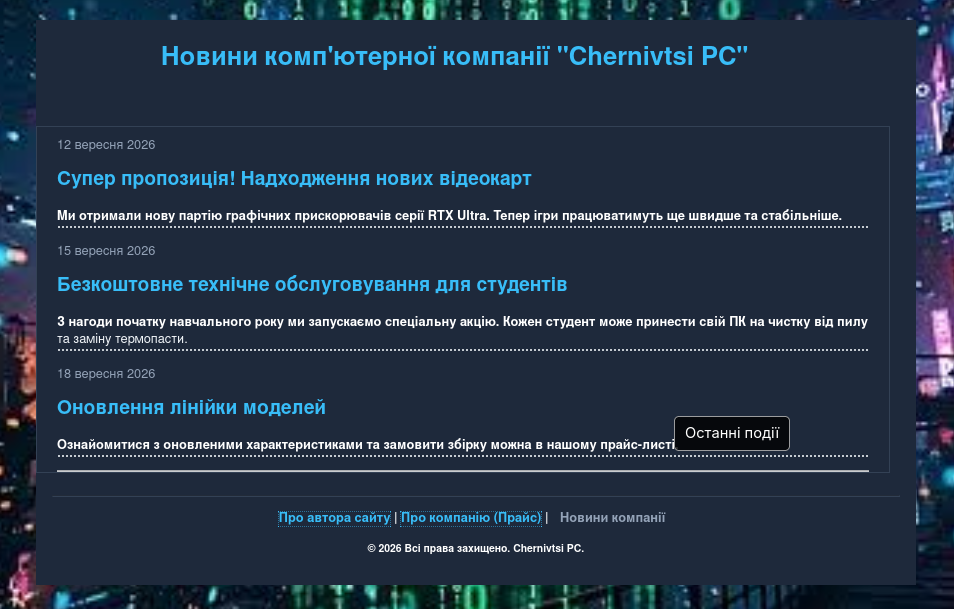 Новини комп'ютерної компанії "Chernivtsi PC"
12 вересня 2026
Супер пропозиція! Надходження нових відеокарт
Ми отримали нову партію графічних прискорювачів серії RTX Ultra. Тепер ігри працюватимуть ще швидше та стабільніше.
15 вересня 2026
Безкоштовне технічне обслуговування для студентів
З нагоди початку навчального року ми запускаємо спеціальну акцію. Кожен студент може принести свій ПК на чистку від пилу
та заміну термопасти.
18 вересня 2026
Оновлення лінійки моделей
Ознайомитися з оновленими характеристиками та замовити збірку можна в нашому прайс-листі
Останні події
Про автора сайту | Про компанію (Прайс) | Новини компанії
© 2026 Всі права захищено. Chernivtsi PC.